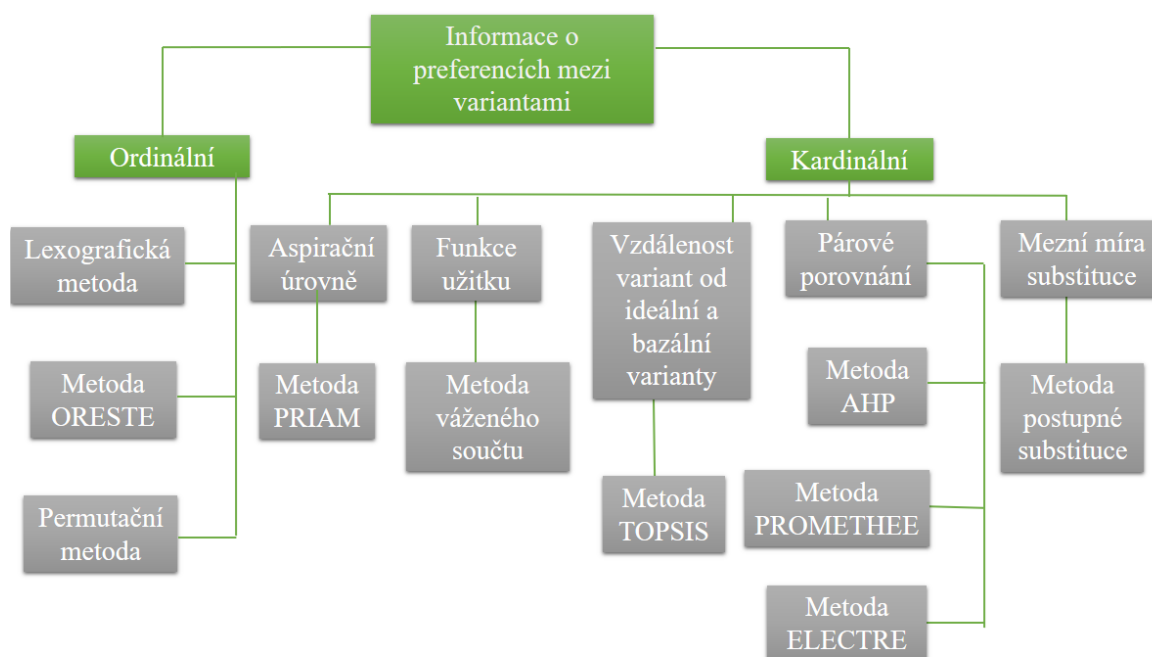 Informace o
preferencích mezi
variantami
Ordinální
Kardinální
Lexografická
metoda
Aspirační
úrovně
Funkce
užitku
Vzdálenost
variant od
ideální a
bazální
varianty
Párové
porovnání
Mezní míra
substituce
Metoda
ORESTE
Metoda
PRIAM
Metoda
váženého
součtu
Metoda
AHP
Metoda
postupné
substituce
Permutační
metoda
Metoda
TOPSIS
Metoda
PROMETHEE
Metoda
ELECTRE